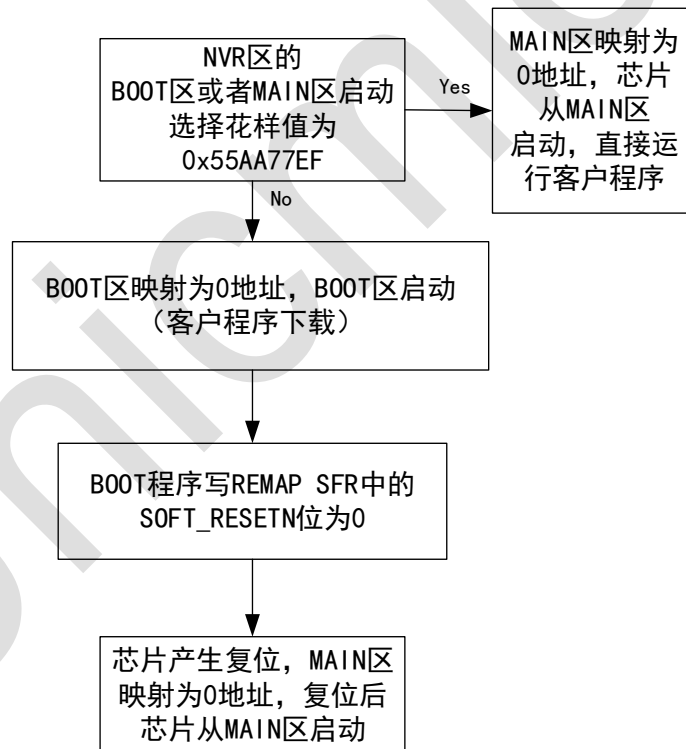 NVR区的
BOOT区或者MAIN区启动
选择花样值为
0x55AA77EF
Yes
MAIN区映射为
0地址，芯片
从MAIN区
启动，直接运
行客户程序
No
BOOT区映射为0地址，BOOT区启动
（客户程序下载）
BOOT程序写REMAP SFR中的
SOFT_RESETN位为0
芯片产生复位，MAIN区
映射为0地址，复位后
芯片从MAIN区启动